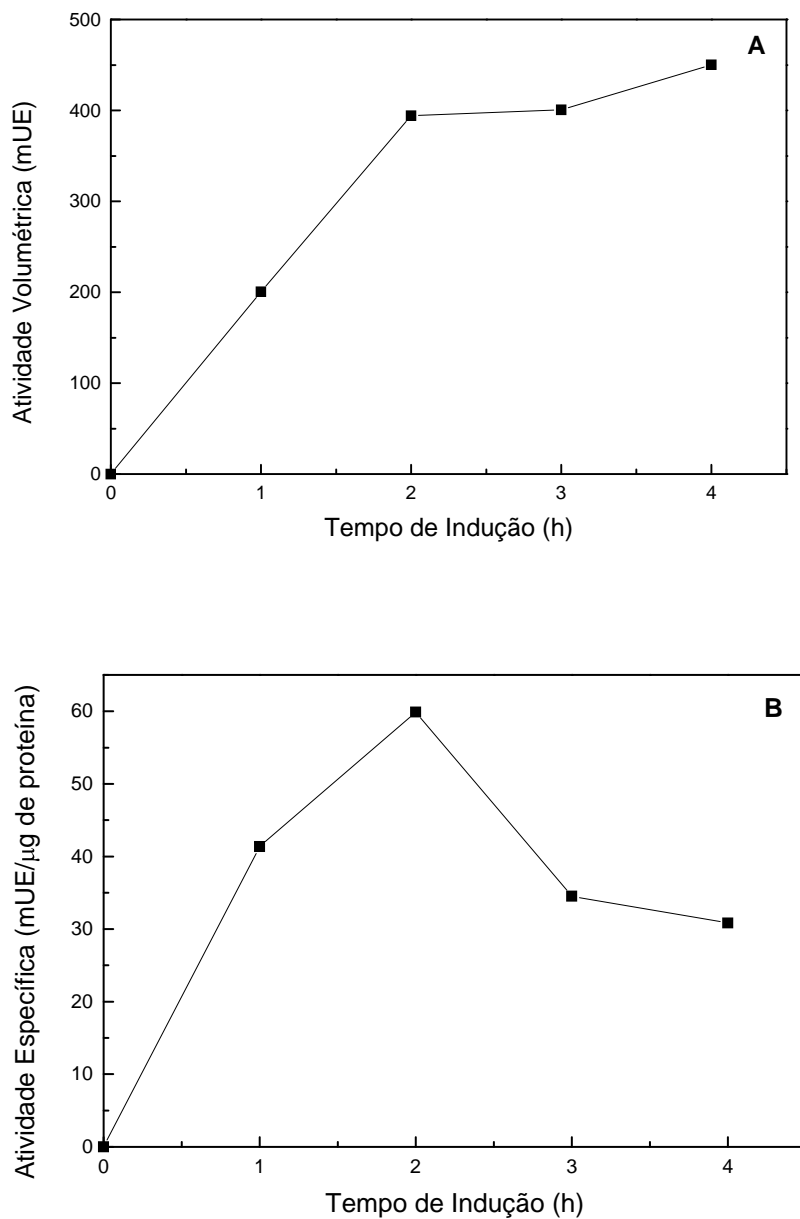 A
500
400
300
200
100
0
Atividade Volumétrica (mUE)
0 1 2 3 4
Tempo de Indução (h)
B
60
50
40
30
20
10
0
Atividade Específica (mUE/μg de proteína)
0 1 2 3 4
Tempo de Indução (h)